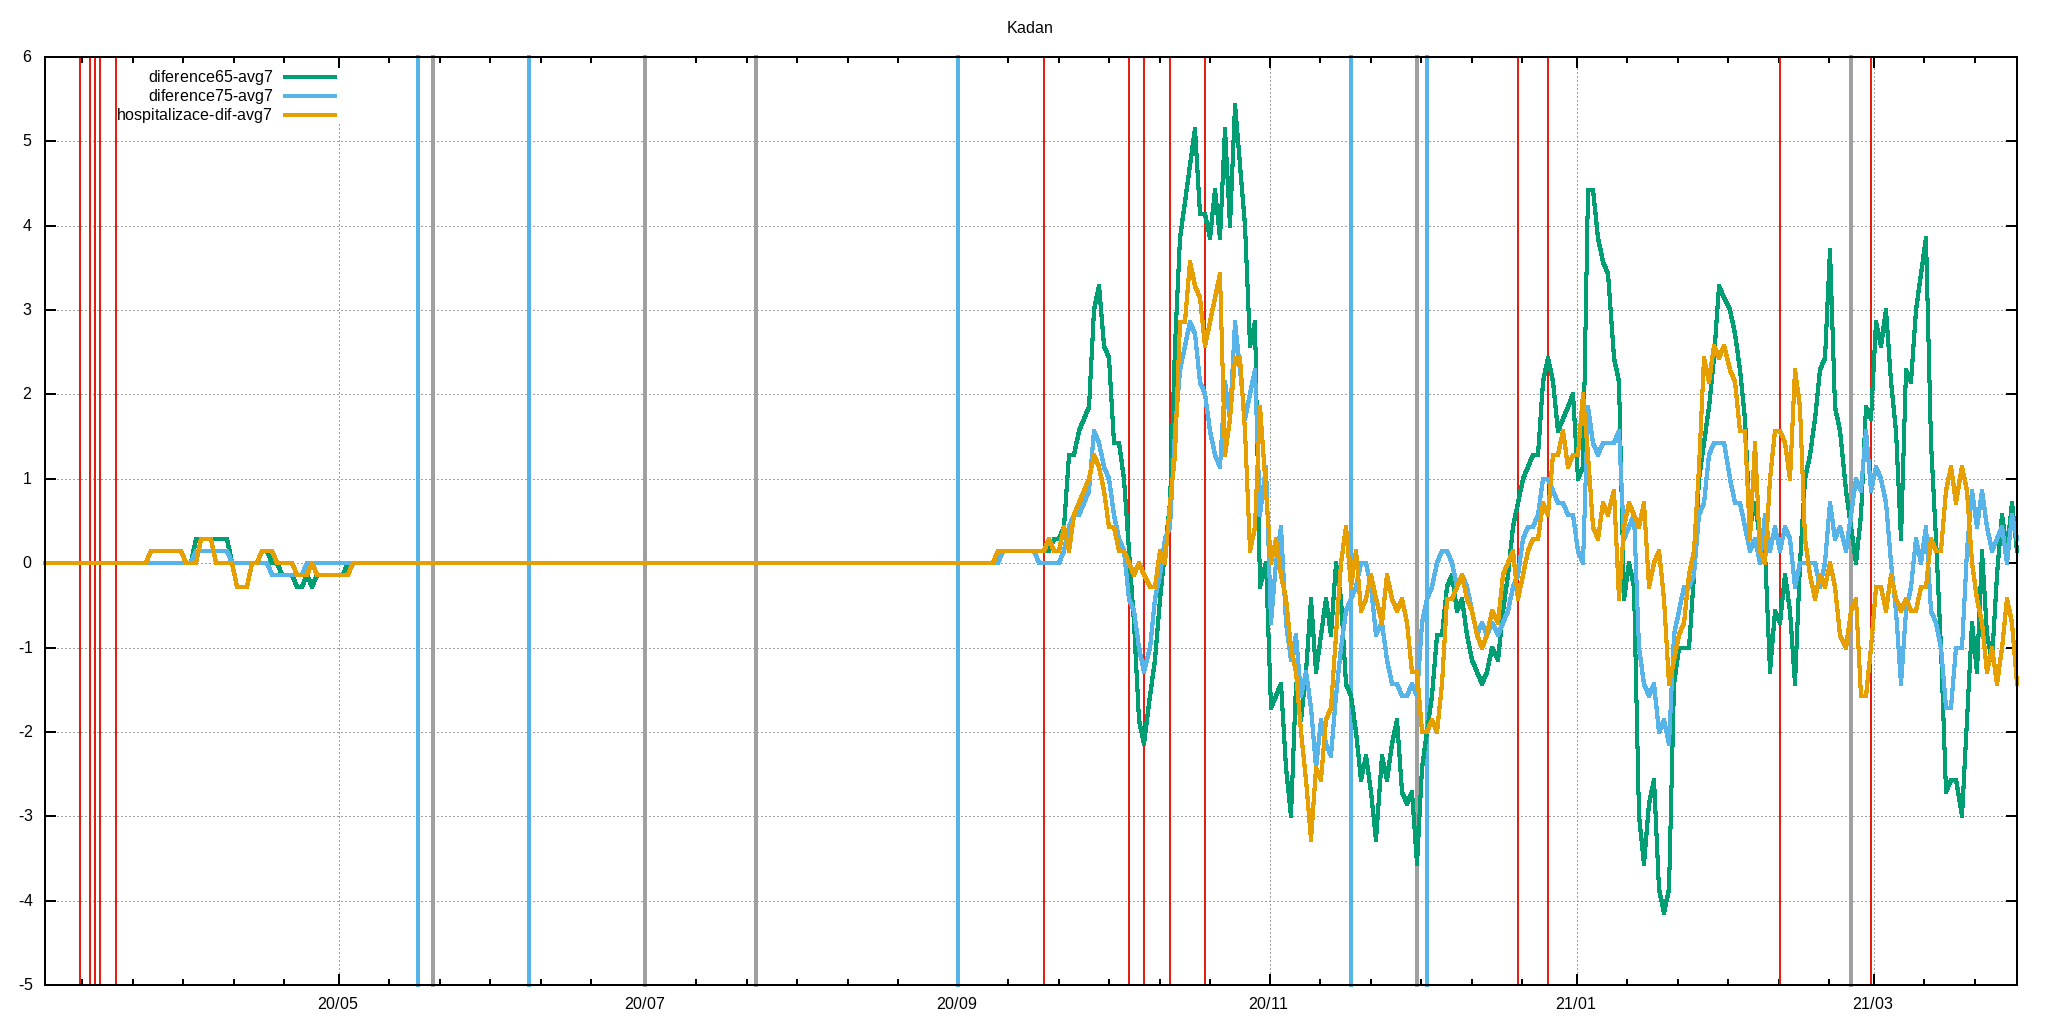 Kadan
6
diference65-avg7
diference75-avg7
hospitalizace-dif-avg7
5
4
3
2
1
0
-1
-2
-3
-4
-5
20/05 20/07 20/09 20/11 21/01 21/03